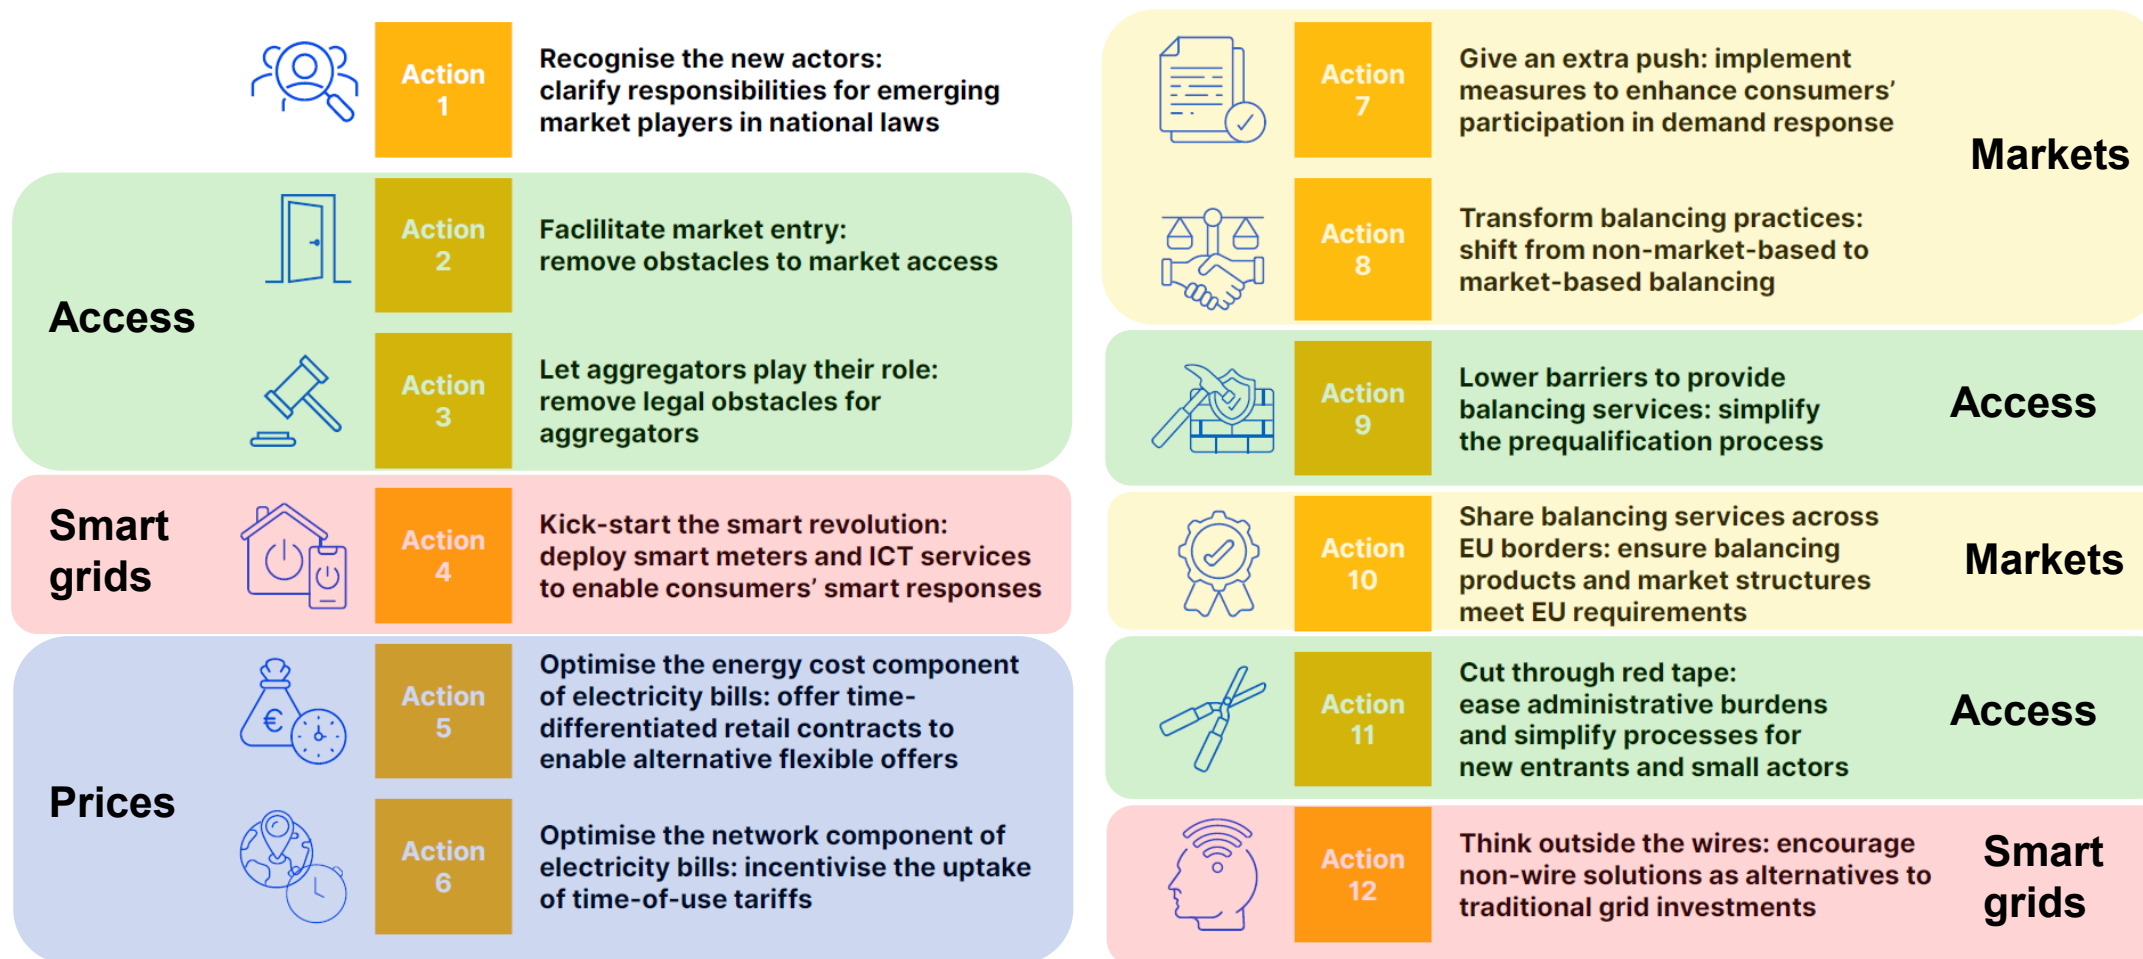 Action
1
Recognise the new actors:
clarify responsibilities for emerging
market players in national laws
Access
Action
2
Faclilitate market entry:
remove obstacles to market access
Action
3
Let aggregators play their role:
remove legal obstacles for
aggregators
Smart
grids
Action
4
Kick-start the smart revolution:
deploy smart meters and ICT services
to enable consumers’ smart responses
Prices
€
Action
5
Optimise the energy cost component
of electricity bills: offer time-
differentiated retail contracts to
enable alternative flexible offers
Action
6
Optimise the network component of
electricity bills: incentivise the uptake
of time-of-use tariffs
Action
7
Give an extra push: implement
measures to enhance consumers’
participation in demand response
Markets
Action
8
Transform balancing practices:
shift from non-market-based to
market-based balancing
Action
9
Lower barriers to provide
balancing services: simplify
the prequalification process
Access
Action
10
Share balancing services across
EU borders: ensure balancing
products and market structures
meet EU requirements
Markets
Action
11
Cut through red tape:
ease administrative burdens
and simplify processes for
new entrants and small actors
Access
Action
12
Think outside the wires: encourage
non-wire solutions as alternatives to
traditional grid investments
Smart
grids